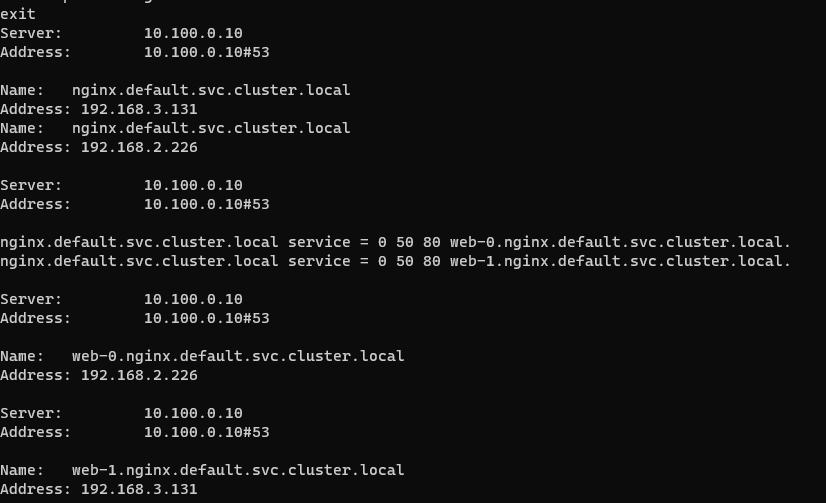 exit
Server:         10.100.0.10
Address:        10.100.0.10#53
Name:   nginx.default.svc.cluster.local
Address: 192.168.3.131
Name:   nginx.default.svc.cluster.local
Address: 192.168.2.226
Server:         10.100.0.10
Address:        10.100.0.10#53
nginx.default.svc.cluster.local service = 0 50 80 web-0.nginx.default.svc.cluster.local.
nginx.default.svc.cluster.local service = 0 50 80 web-1.nginx.default.svc.cluster.local.
Server:         10.100.0.10
Address:        10.100.0.10#53
Name:   web-0.nginx.default.svc.cluster.local
Address: 192.168.2.226
Server:         10.100.0.10
Address:        10.100.0.10#53
Name:   web-1.nginx.default.svc.cluster.local
Address: 192.168.3.131